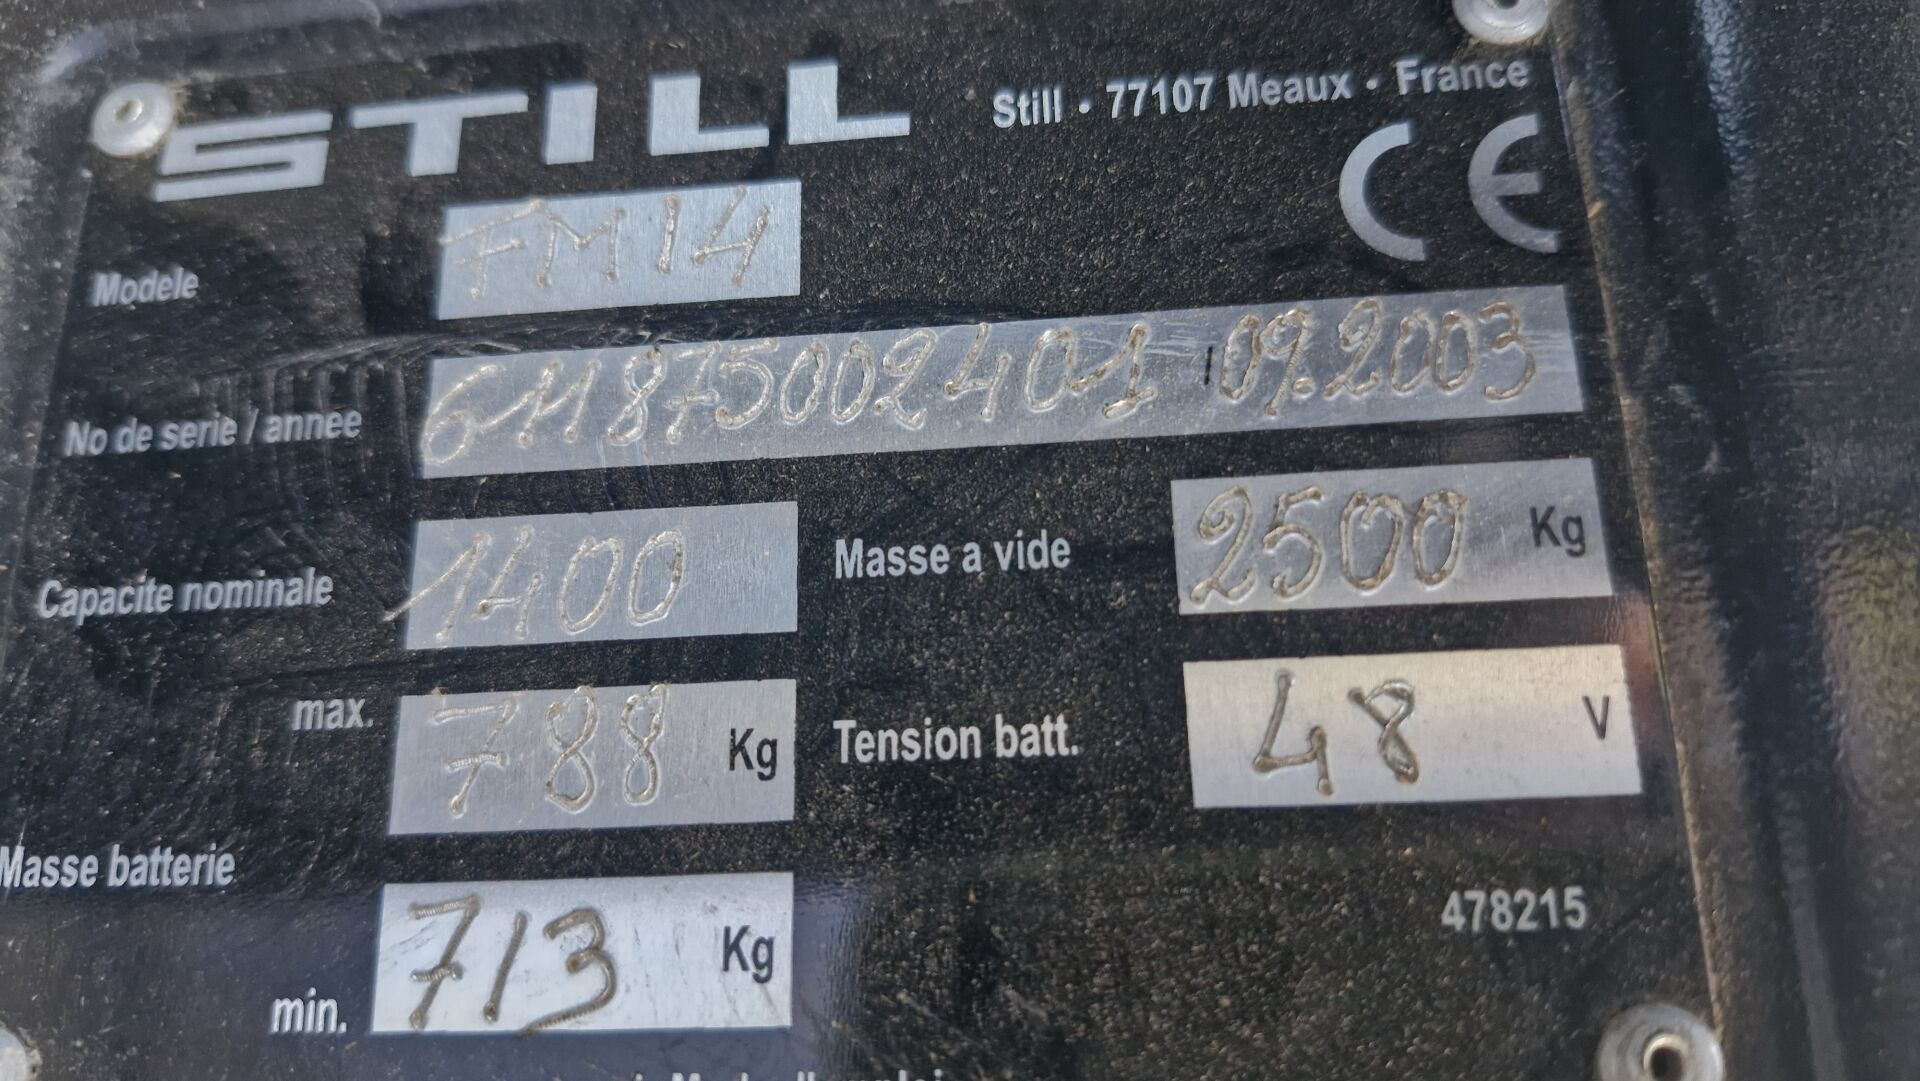 STILL
Still • 77107 Meaux • France
CE
Modele FM14
No de serie / annee 611875002401 / 09.2003
Capacite nominale 1400
Masse a vide 2500 Kg
max. 788 Kg
Tension batt. 48 V
Masse batterie
478215
min. 713 Kg